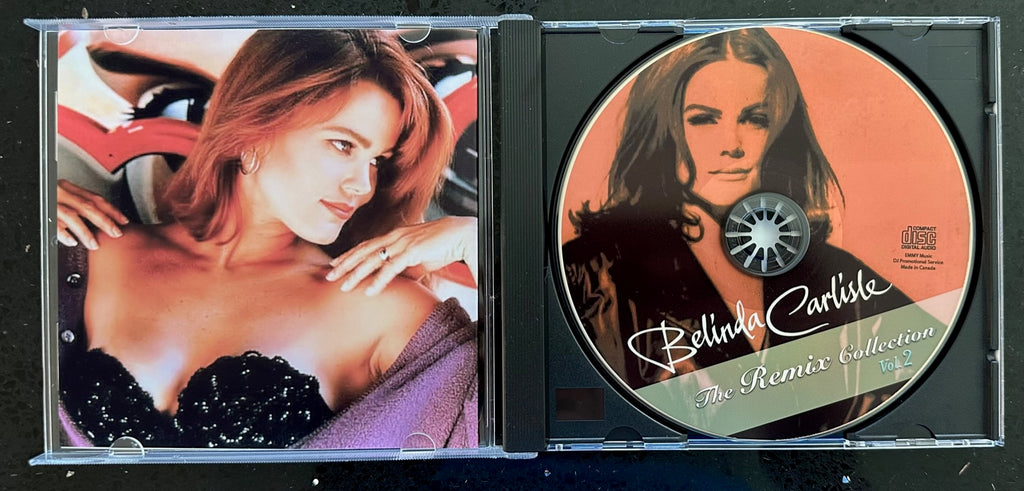 COMPACT
disc
DIGITAL AUDIO
EMMY Music
DJ Promotional Service
Made in Canada
Belinda Carlisle
The Remix Collection
Vol. 2